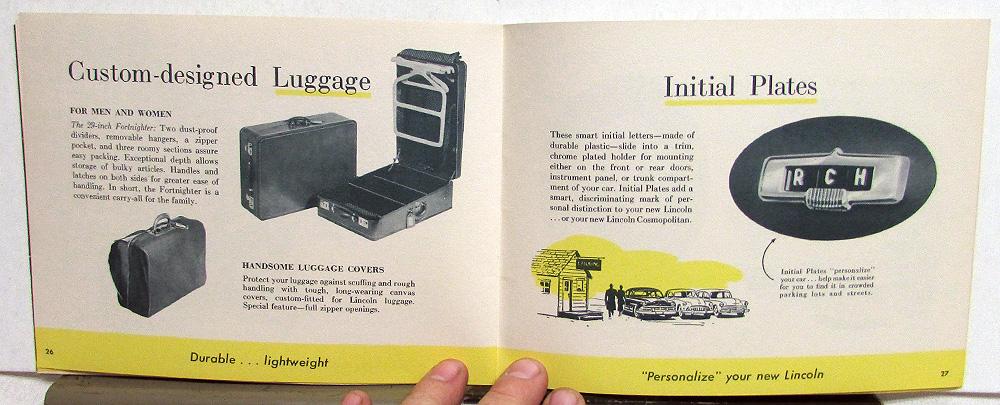 Custom-designed Luggage
FOR MEN AND WOMEN
The 29-inch Fortnighter: Two dust-proof
dividers, removable hangers, a zipper
pocket, and three roomy sections assure
easy packing. Exceptional depth allows
storage of bulky articles. Handles and
latches on both sides for greater ease of
handling. In short, the Fortnighter is a
convenient carry-all for the family.
HANDSOME LUGGAGE COVERS
Protect your luggage against scuffing and rough
handling with tough, long-wearing canvas
covers, custom-fitted for Lincoln luggage.
Special feature—full zipper openings.
26
Durable . . . lightweight
Initial Plates
These smart initial letters—made of
durable plastic—slide into a trim,
chrome plated holder for mounting
either on the front or rear doors,
instrument panel, or trunk compart-
ment of your car. Initial Plates add a
smart, discriminating mark of per-
sonal distinction to your new Lincoln
. . . or your new Lincoln Cosmopolitan.
R C H
Initial Plates "personalize"
your car . . . help make it easier
for you to find it in crowded
parking lots and streets.
"Personalize" your new Lincoln
27